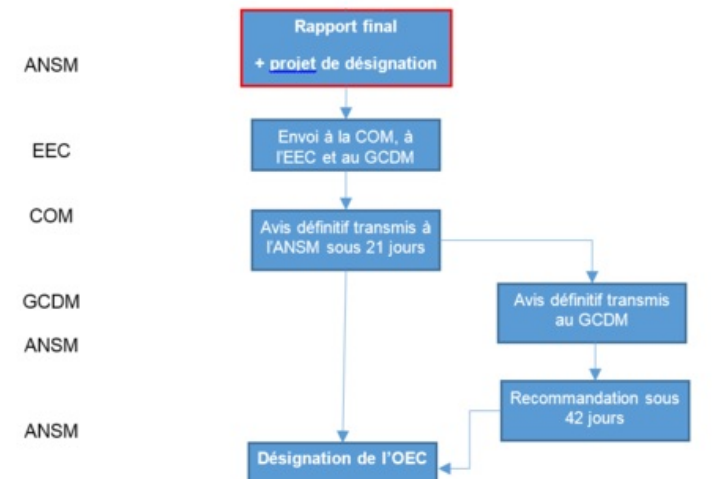 Rapport final
+ projet de désignation
ANSM
Envoi à la COM, à
l'EEC et au GCDM
EEC
COM
Avis définitif transmis à
l'ANSM sous 21 jours
GCDM
Avis définitif transmis
au GCDM
ANSM
Recommandation sous
42 jours
ANSM
Désignation de l'OEC